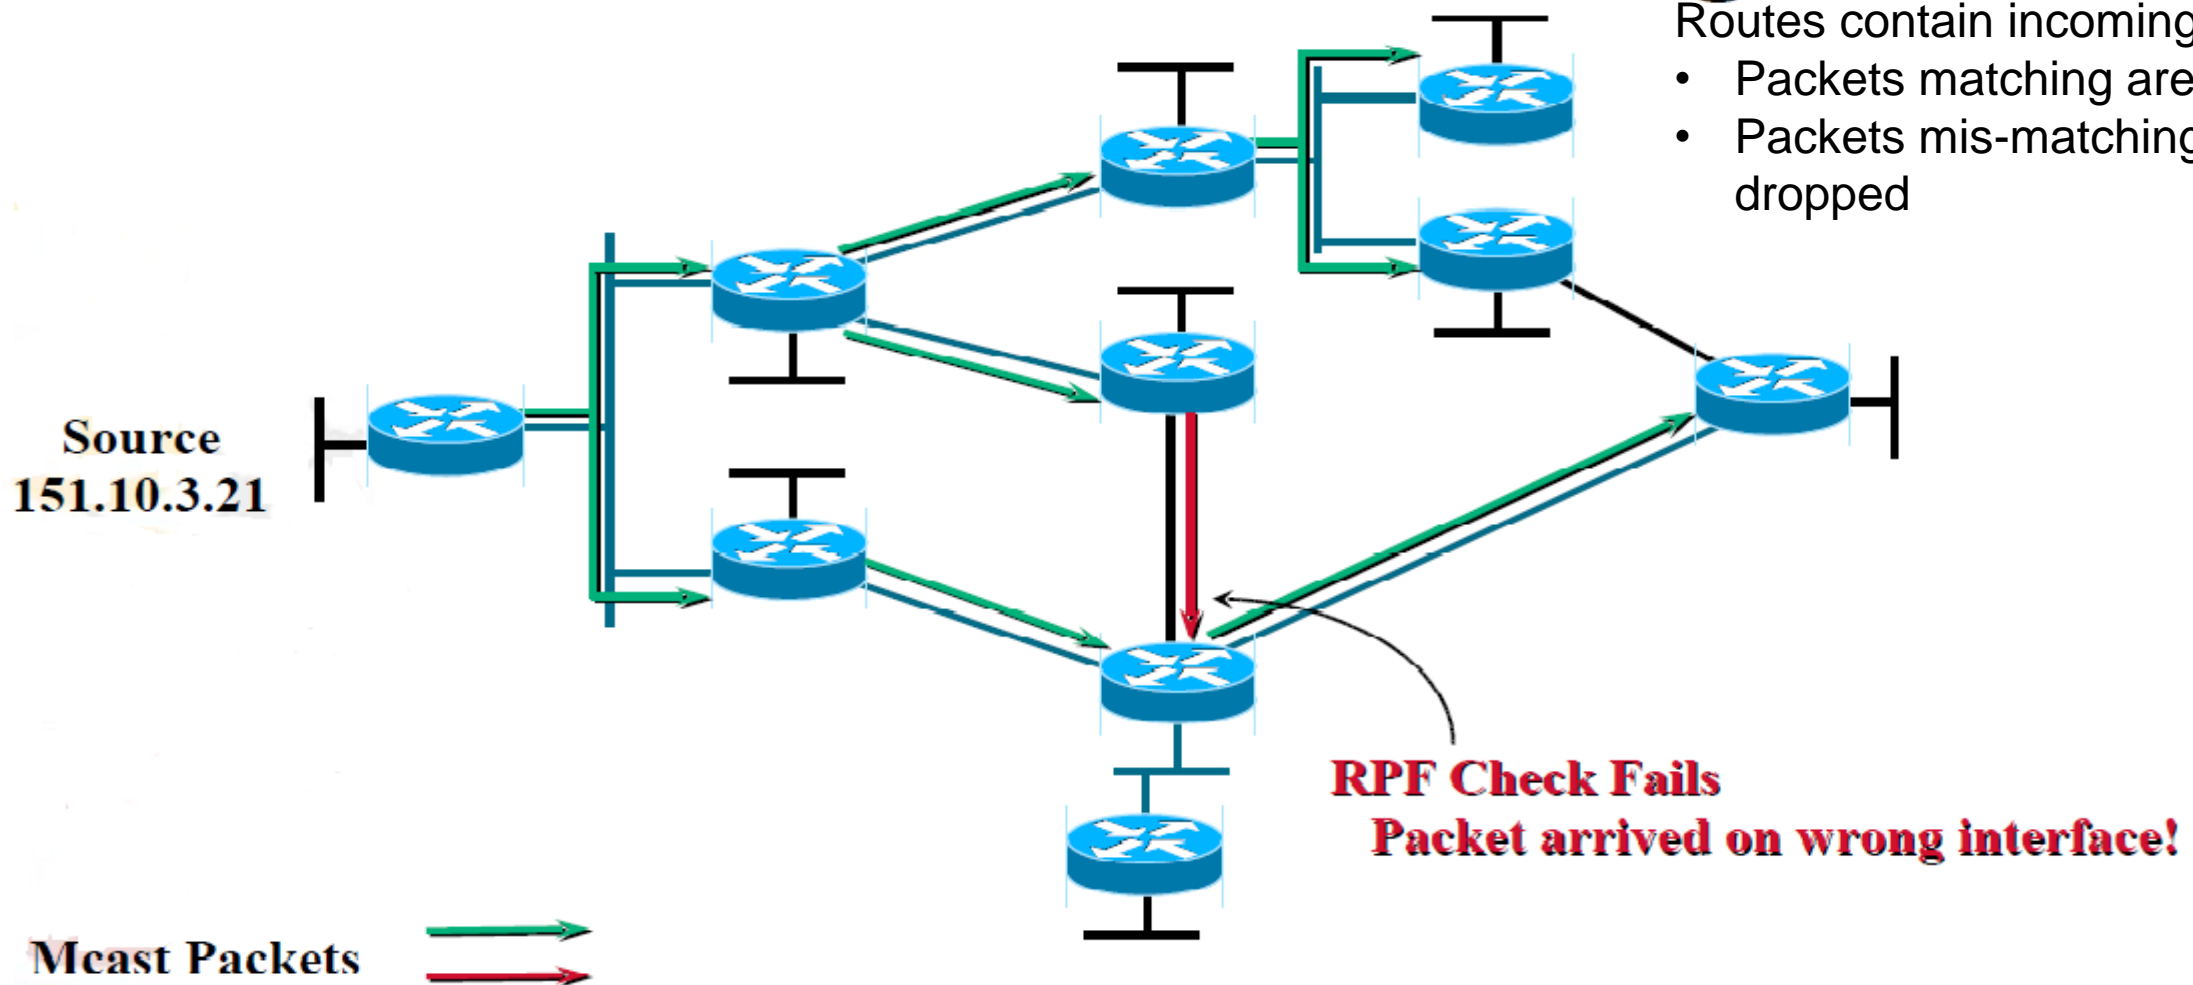 Routes contain incoming
• Packets matching are
• Packets mis-matching
dropped
Source
151.10.3.21
RPF Check Fails
Packet arrived on wrong interface!
Mcast Packets